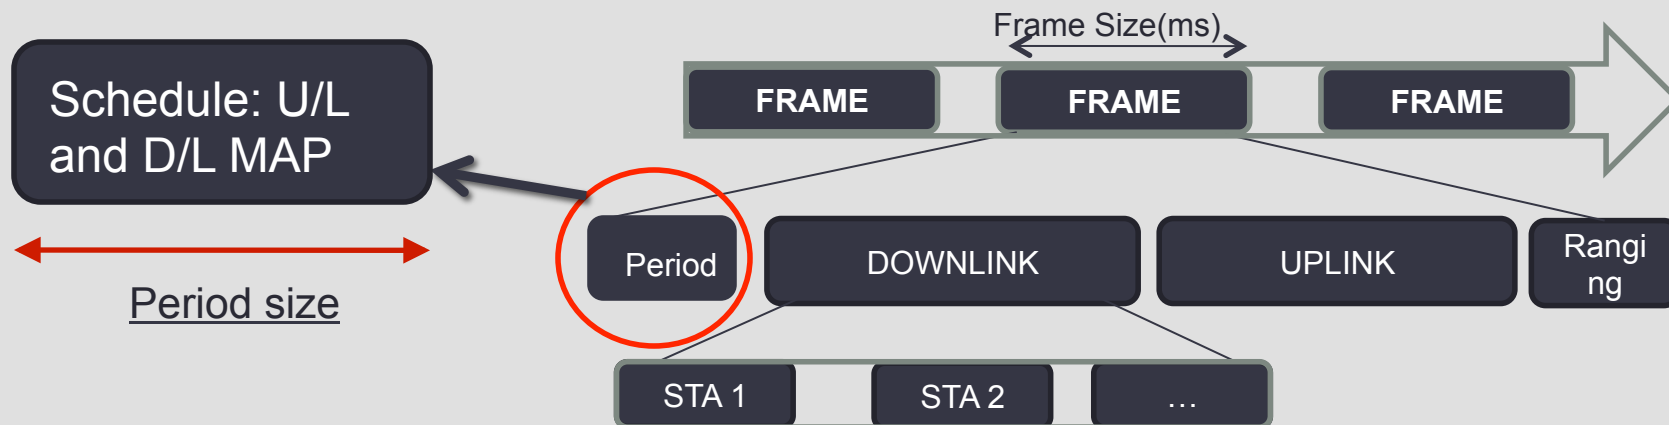 Frame Size(ms)
Schedule: U/L
and D/L MAP
FRAME
FRAME
FRAME
Period size
Period
DOWNLINK
UPLINK
Rangi
ng
STA 1
STA 2
...